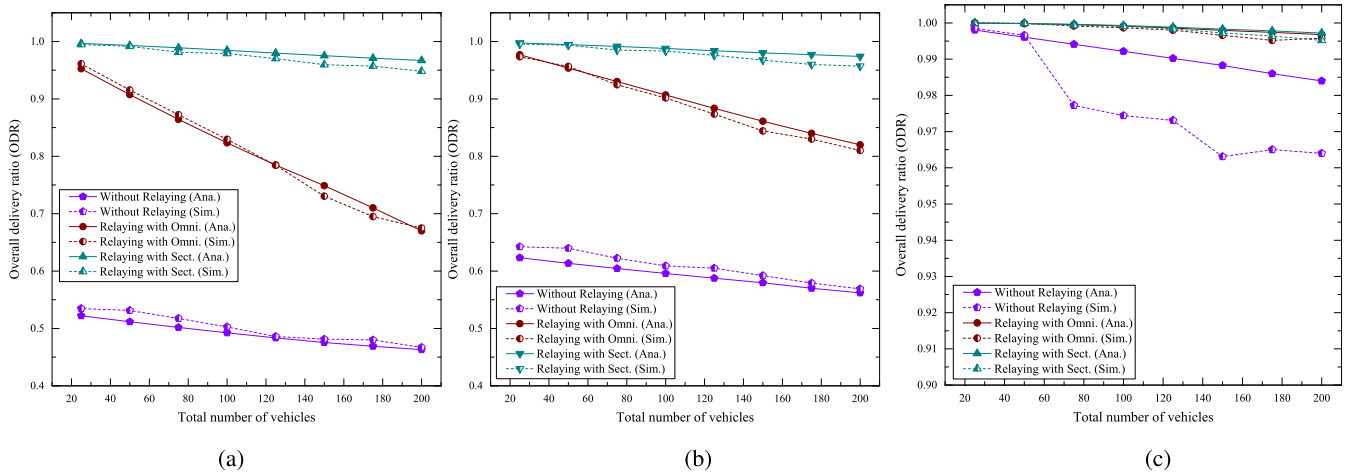 1.0
0.9
0.8
0.7
0.6
0.5
0.4
Overall delivery ratio (ODR)
Without Relaying (Ana.)
Without Relaying (Sim.)
Relaying with Omni. (Ana.)
Relaying with Omni. (Sim.)
Relaying with Sect. (Ana.)
Relaying with Sect. (Sim.)
20 40 60 80 100 120 140 160 180 200
Total number of vehicles
(a)
1.0
0.9
0.8
0.7
0.6
0.5
0.4
Overall delivery ratio (ODR)
Without Relaying (Ana.)
Without Relaying (Sim.)
Relaying with Omni. (Ana.)
Relaying with Omni. (Sim.)
Relaying with Sect. (Ana.)
Relaying with Sect. (Sim.)
20 40 60 80 100 120 140 160 180 200
Total number of vehicles
(b)
1.00
0.99
0.98
0.97
0.96
0.95
0.94
0.93
0.92
0.91
0.90
Overall delivery ratio (ODR)
Without Relaying (Ana.)
Without Relaying (Sim.)
Relaying with Omni. (Ana.)
Relaying with Omni. (Sim.)
Relaying with Sect. (Ana.)
Relaying with Sect. (Sim.)
20 40 60 80 100 120 140 160 180 200
Total number of vehicles
(c)